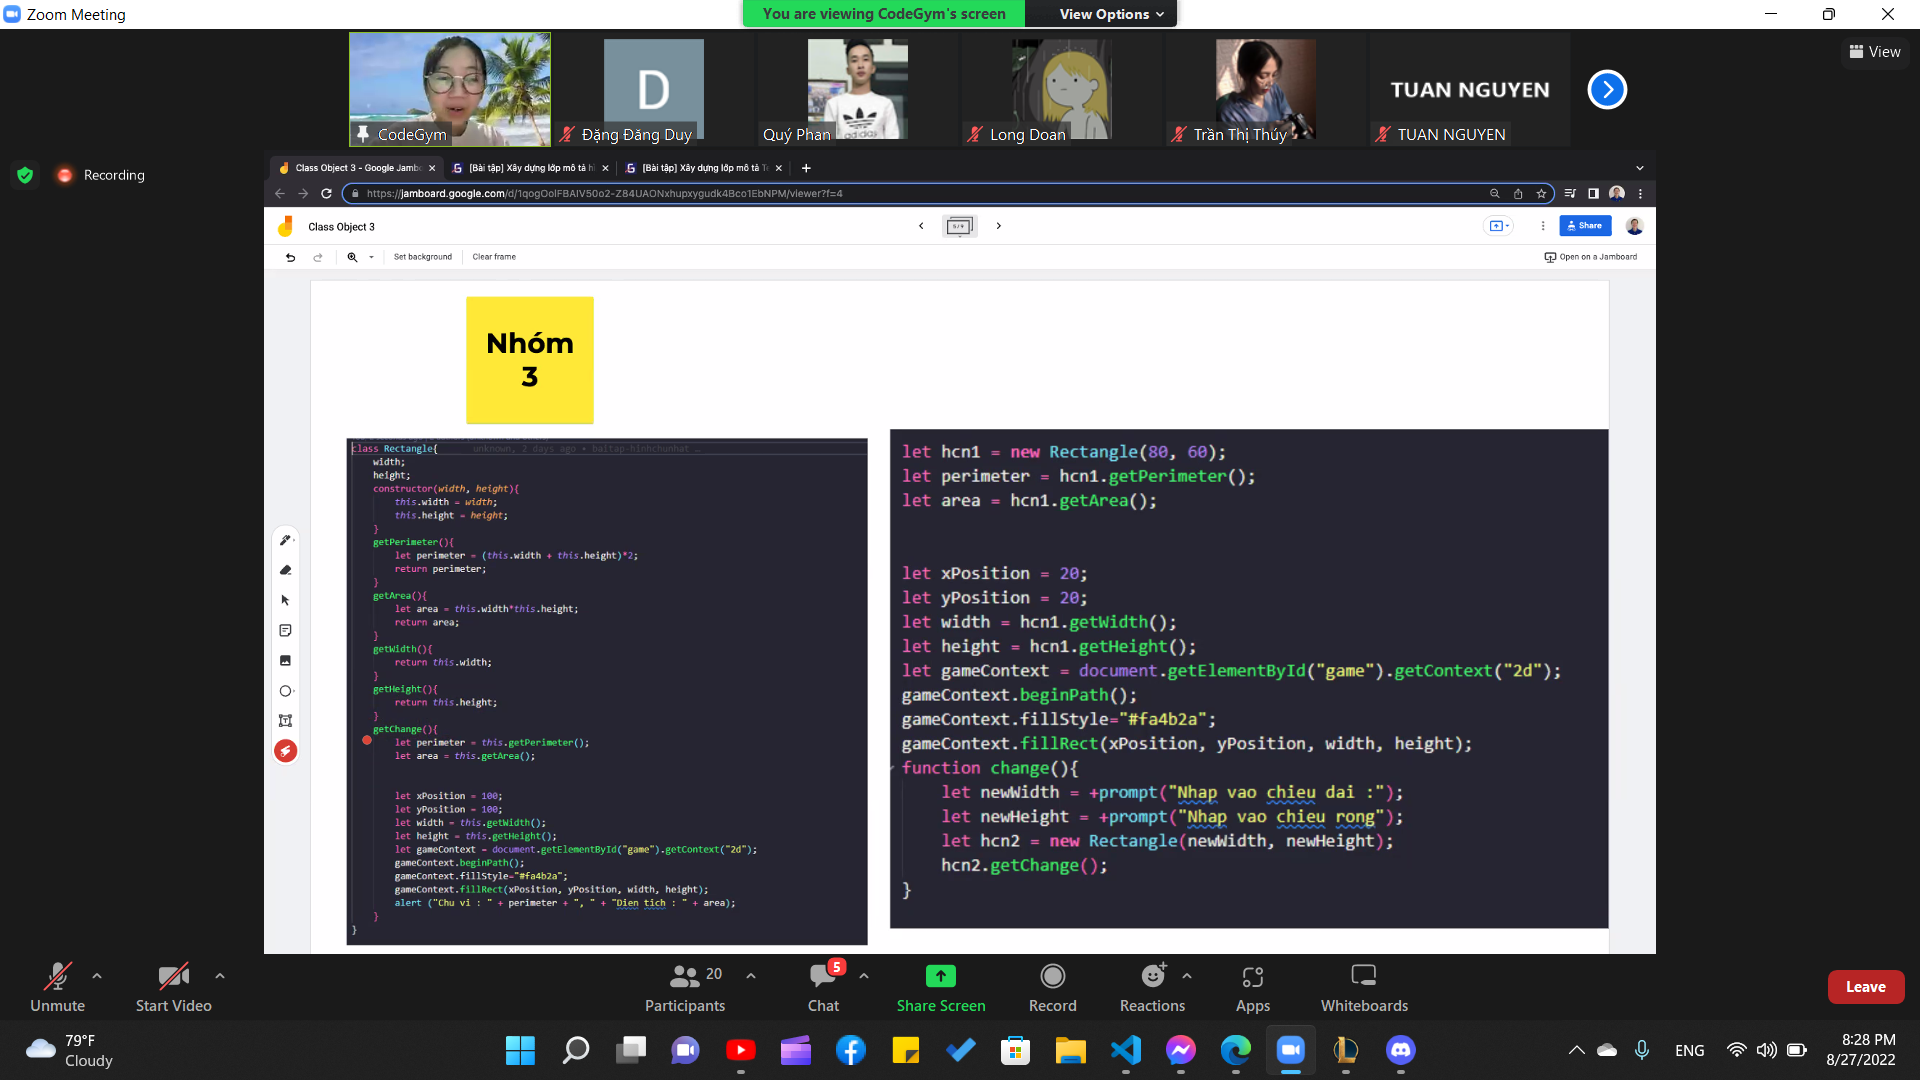 Zoom Meeting
You are viewing CodeGym's screen
View Options
View
D
TUAN NGUYEN
CodeGym
Đặng Đăng Duy
Quý Phan
Long Doan
Trần Thị Thúy
TUAN NGUYEN
Recording
Class Object 3 - Google Jambo
[Bài tập] Xây dựng lớp mô tả h
[Bài tập] Xây dựng lớp mô tả T
Class Object 3
5/9
Share
Set background
Clear frame
Open on a Jamboard
Nhóm
3
class Rectangle{
unknown, 2 days ago • baitap-hinhchunhat …
width;
height;
constructor(width, height){
this.width = width;
this.height = height;
}
getPerimeter(){
let perimeter = (this.width + this.height)*2;
return perimeter;
}
getArea(){
let area = this.width*this.height;
return area;
}
getWidth(){
return this.width;
}
getHeight(){
return this.height;
}
getChange(){
let perimeter = this.getPerimeter();
let area = this.getArea();
let xPosition = 100;
let yPosition = 100;
let width = this.getWidth();
let height = this.getHeight();
let gameContext = document.getElementById("game").getContext("2d");
gameContext.beginPath();
gameContext.fillStyle="#fa4b2a";
gameContext.fillRect(xPosition, yPosition, width, height);
alert ("Chu vi : " + perimeter + ", " + "Dien tich : " + area);
}
}
let hcn1 = new Rectangle(80, 60);
let perimeter = hcn1.getPerimeter();
let area = hcn1.getArea();
let xPosition = 20;
let yPosition = 20;
let width = hcn1.getWidth();
let height = hcn1.getHeight();
let gameContext = document.getElementById("game").getContext("2d");
gameContext.beginPath();
gameContext.fillStyle="#fa4b2a";
gameContext.fillRect(xPosition, yPosition, width, height);
function change(){
let newWidth = +prompt("Nhap vao chieu dai :");
let newHeight = +prompt("Nhap vao chieu rong");
let hcn2 = new Rectangle(newWidth, newHeight);
hcn2.getChange();
}
Unmute
Start Video
20
Participants
5
Chat
Share Screen
Record
Reactions
Apps
Whiteboards
Leave
79°F
Cloudy
ENG
8:28 PM
8/27/2022